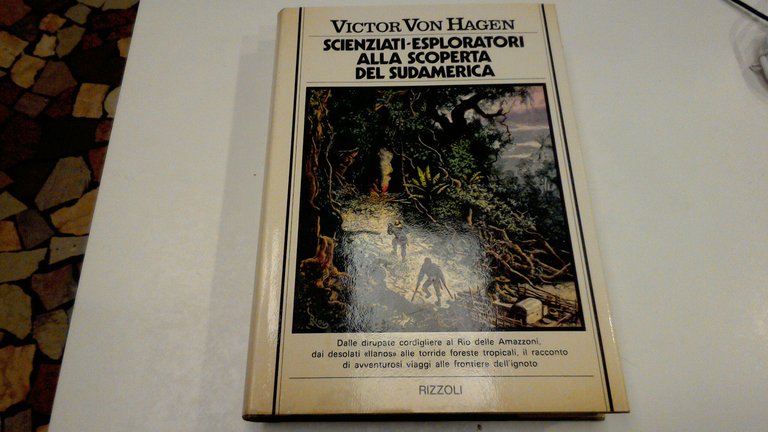 VICTOR VON HAGEN
SCIENZIATI-ESPLORATORI
ALLA SCOPERTA
DEL SUDAMERICA
Dalle dirupate cordigliere al Rio delle Amazzoni,
dai desolati «llanos» alle torride foreste tropicali, il racconto
di avventurosi viaggi alle frontiere dell'ignoto
RIZZOLI